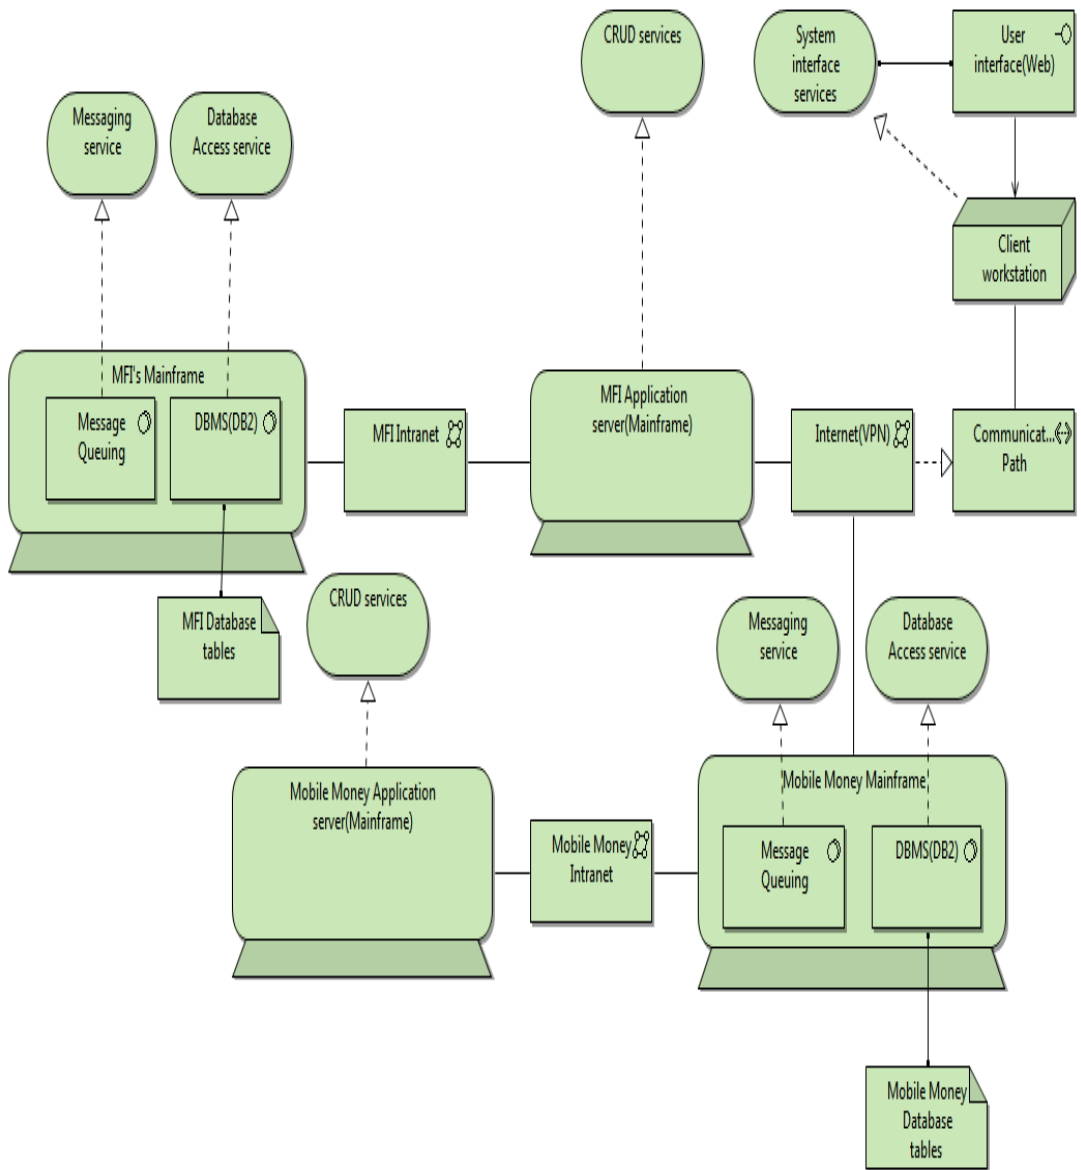 CRUD services
System
interface
services
User
interface(Web)
Messaging
service
Database
Access service
Client
workstation
MFI's Mainframe
Message
Queuing
DBMS(DB2)
MFI Intranet
MFI Application
server(Mainframe)
Internet(VPN)
Communicat...
Path
MFI Database
tables
CRUD services
Messaging
service
Database
Access service
Mobile Money Application
server(Mainframe)
Mobile Money
Intranet
Mobile Money Mainframe
Message
Queuing
DBMS(DB2)
Mobile Money
Database
tables